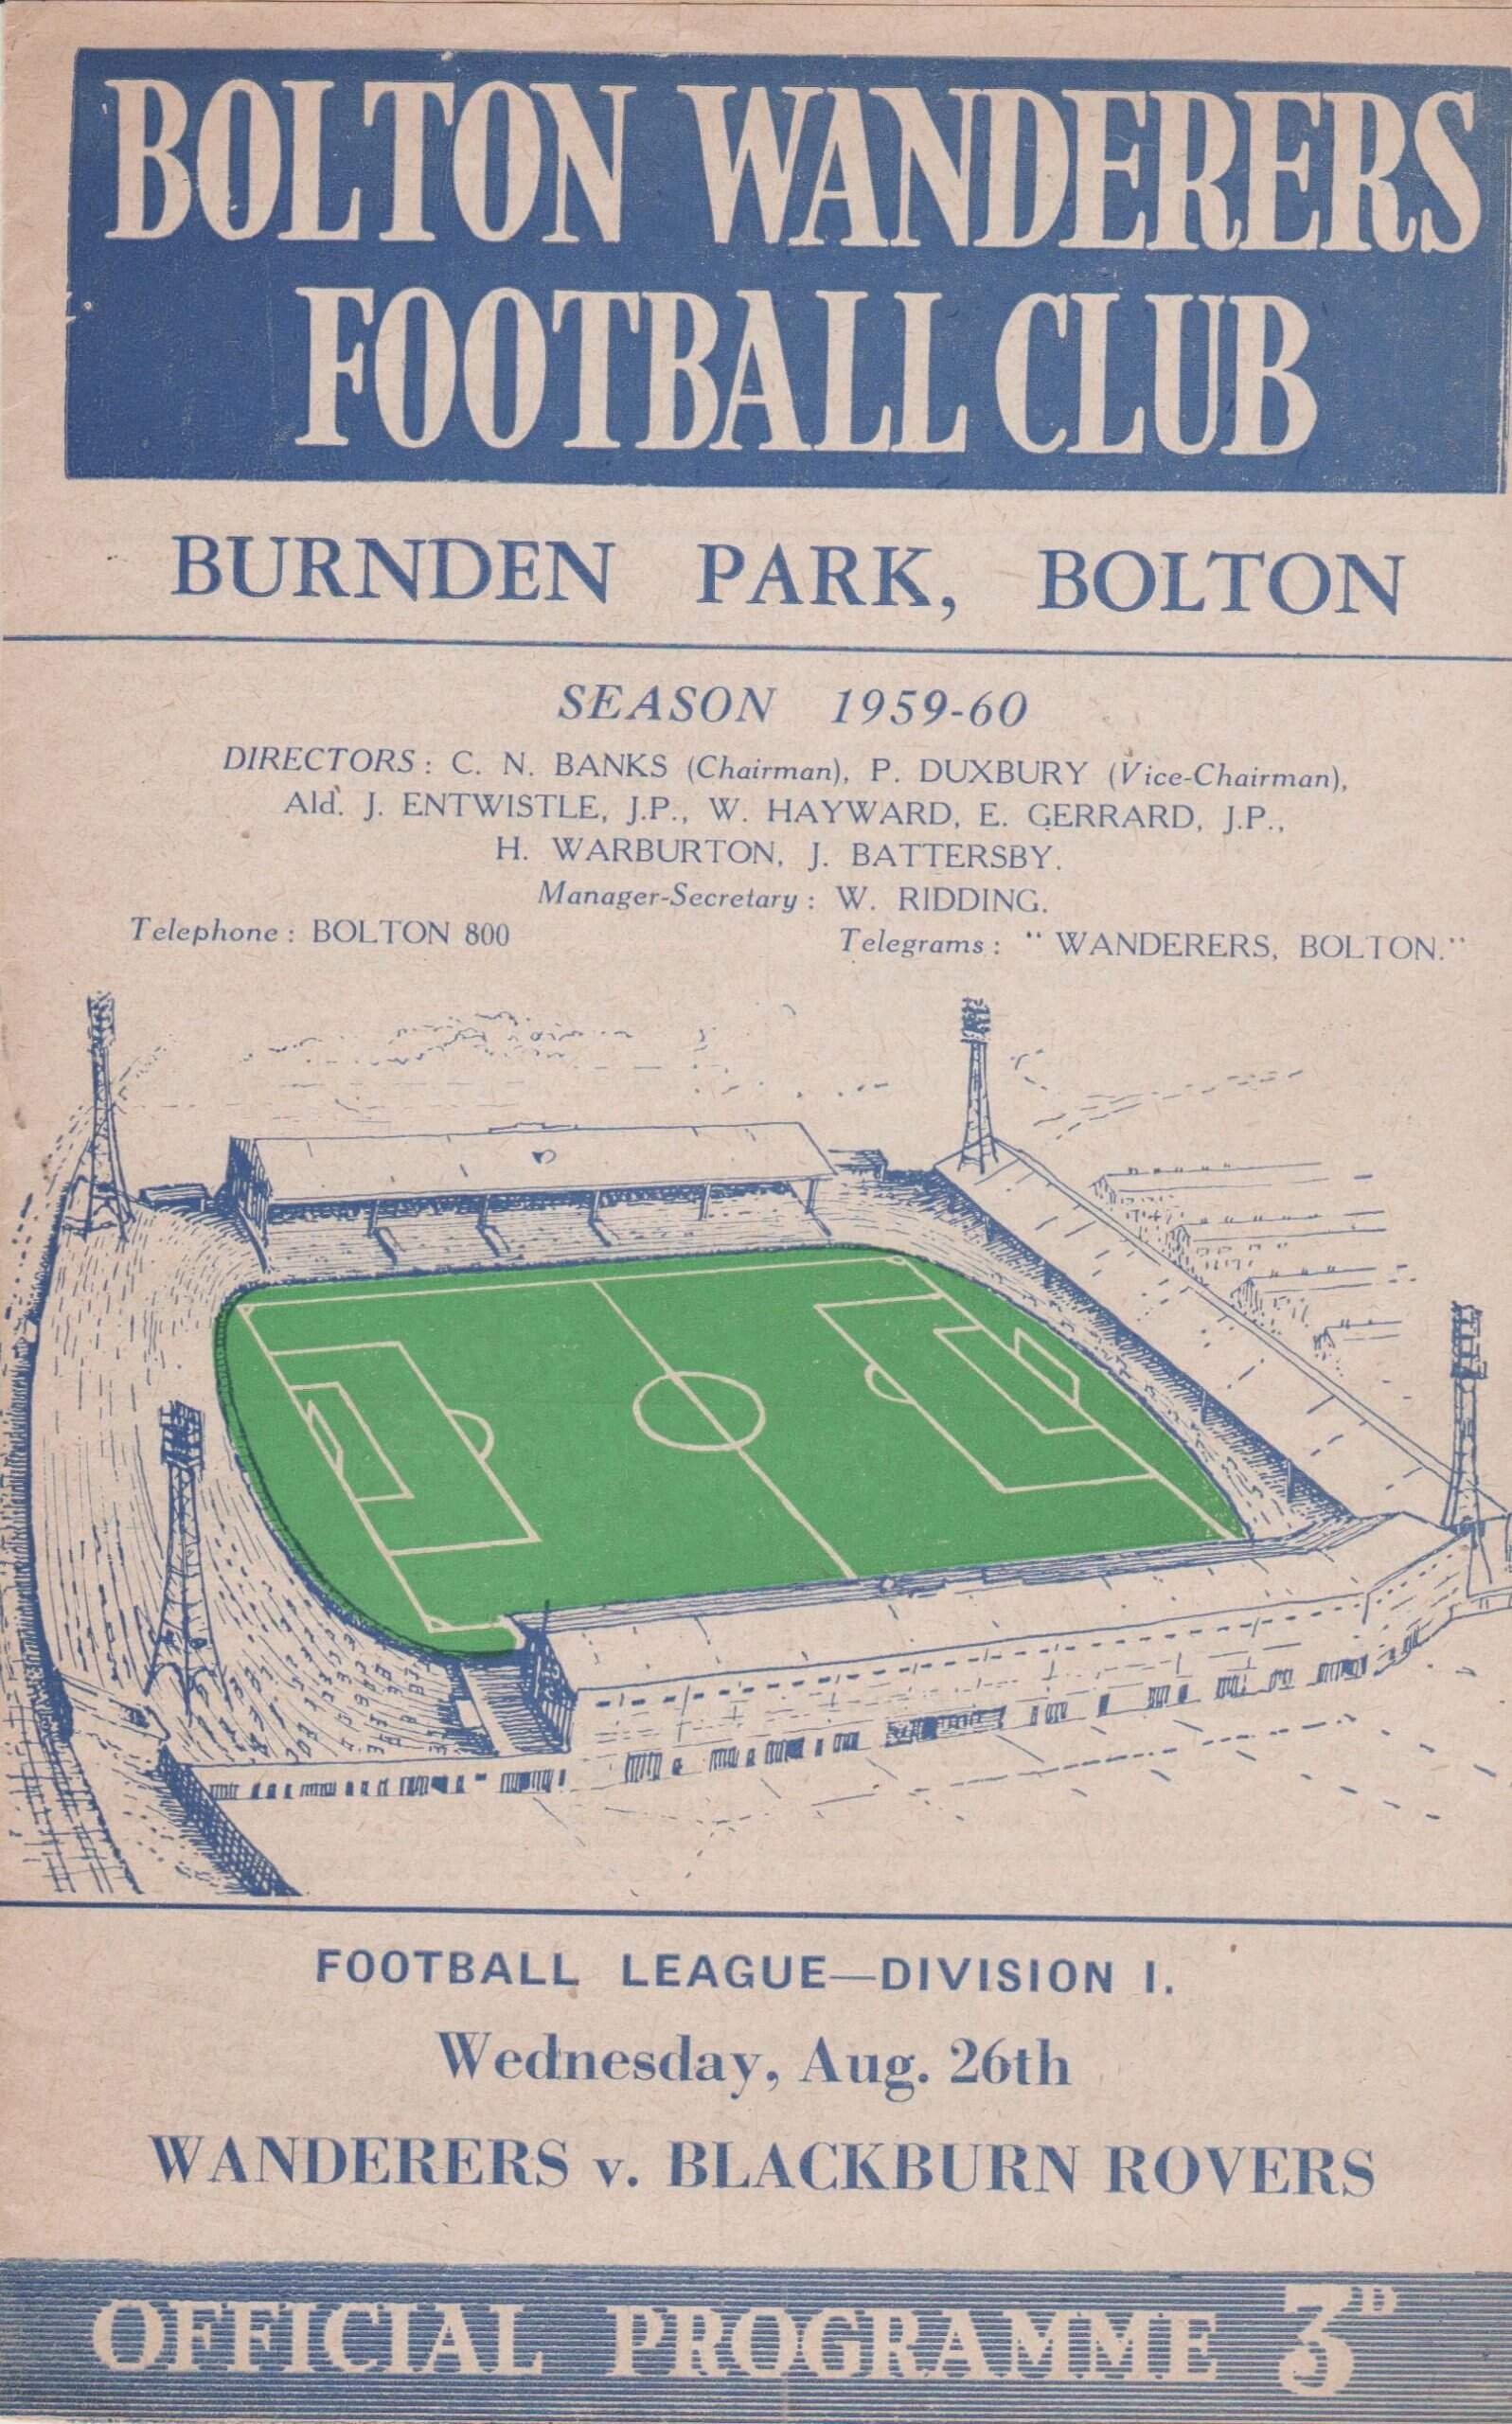 BOLTON WANDERERS
FOOTBALL CLUB
BURNDEN PARK, BOLTON
SEASON 1959-60
DIRECTORS: C. N. BANKS (Chairman), P. DUXBURY (Vice-Chairman),
Ald. J. ENTWISTLE, J.P., W. HAYWARD, E. GERRARD, J.P.,
H. WARBURTON, J. BATTERSBY.
Manager-Secretary: W. RIDDING.
Telephone: BOLTON 800 Telegrams: "WANDERERS, BOLTON."
FOOTBALL LEAGUE—DIVISION I.
Wednesday, Aug. 26th
WANDERERS v. BLACKBURN ROVERS
OFFICIAL PROGRAMME 3D